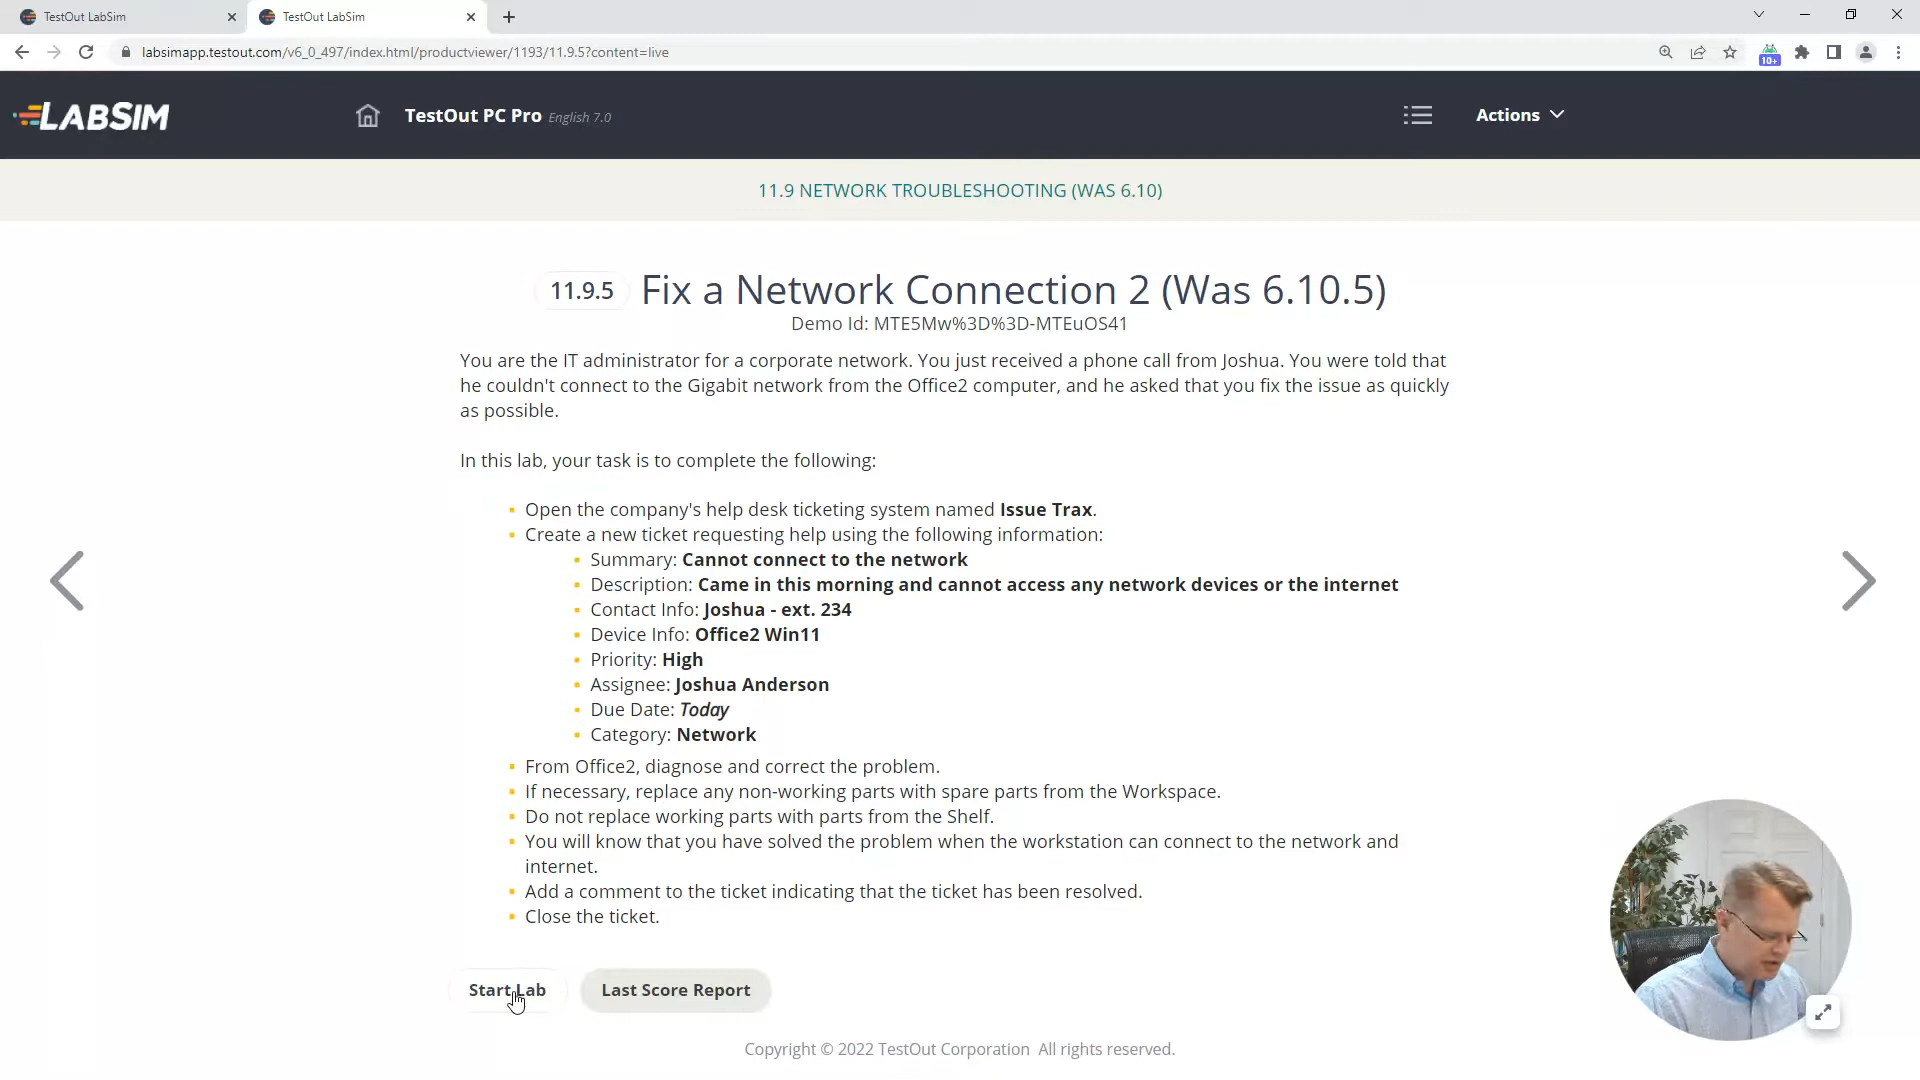 TestOut LabSim
TestOut LabSim
labsimapp.testout.com/v6_0_497/index.html/productviewer/1193/11.9.5?content=live
10+
LABSIM
TestOut PC Pro English 7.0
Actions
11.9 NETWORK TROUBLESHOOTING (WAS 6.10)
11.9.5 Fix a Network Connection 2 (Was 6.10.5)
Demo Id: MTE5Mw%3D%3D-MTEuOS41
You are the IT administrator for a corporate network. You just received a phone call from Joshua. You were told that
he couldn't connect to the Gigabit network from the Office2 computer, and he asked that you fix the issue as quickly
as possible.
In this lab, your task is to complete the following:
Open the company's help desk ticketing system named Issue Trax.
Create a new ticket requesting help using the following information:
Summary: Cannot connect to the network
Description: Came in this morning and cannot access any network devices or the internet
Contact Info: Joshua - ext. 234
Device Info: Office2 Win11
Priority: High
Assignee: Joshua Anderson
Due Date: Today
Category: Network
From Office2, diagnose and correct the problem.
If necessary, replace any non-working parts with spare parts from the Workspace.
Do not replace working parts with parts from the Shelf.
You will know that you have solved the problem when the workstation can connect to the network and
internet.
Add a comment to the ticket indicating that the ticket has been resolved.
Close the ticket.
Start Lab
Last Score Report
Copyright © 2022 TestOut Corporation All rights reserved.